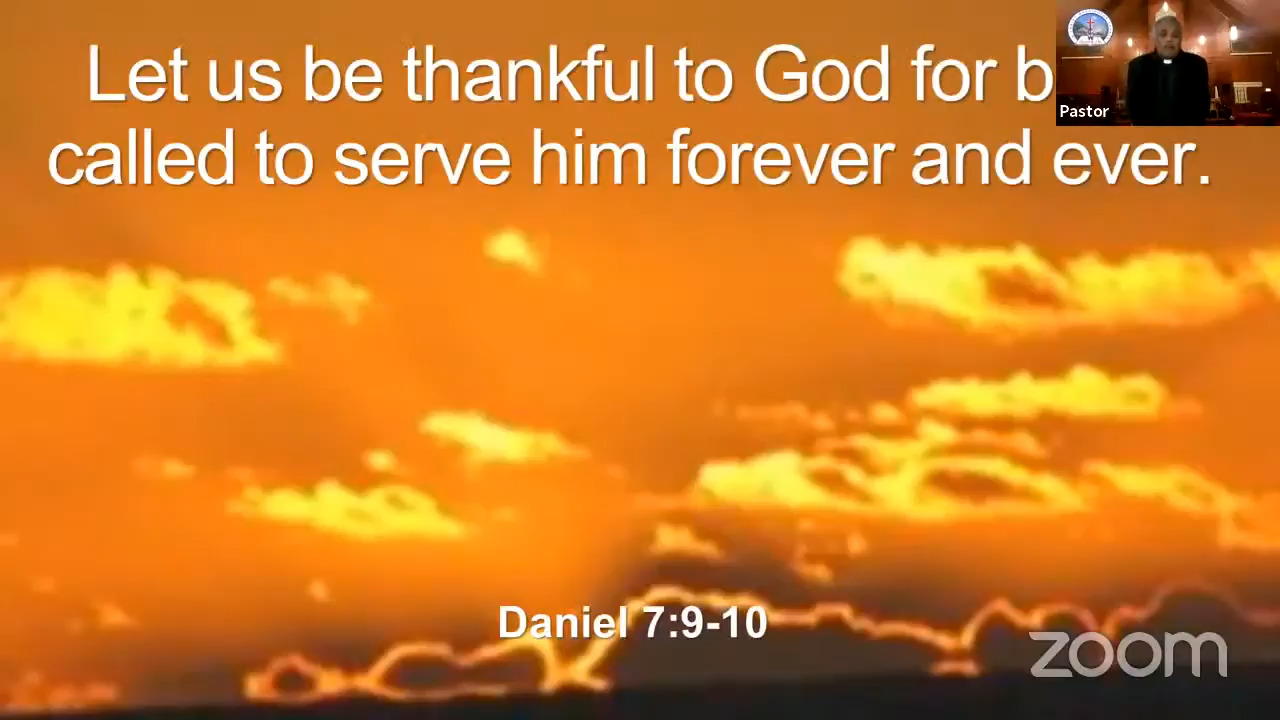 Let us be thankful to God for
called to serve him forever and ever.
Pastor
Daniel 7:9-10
zoom